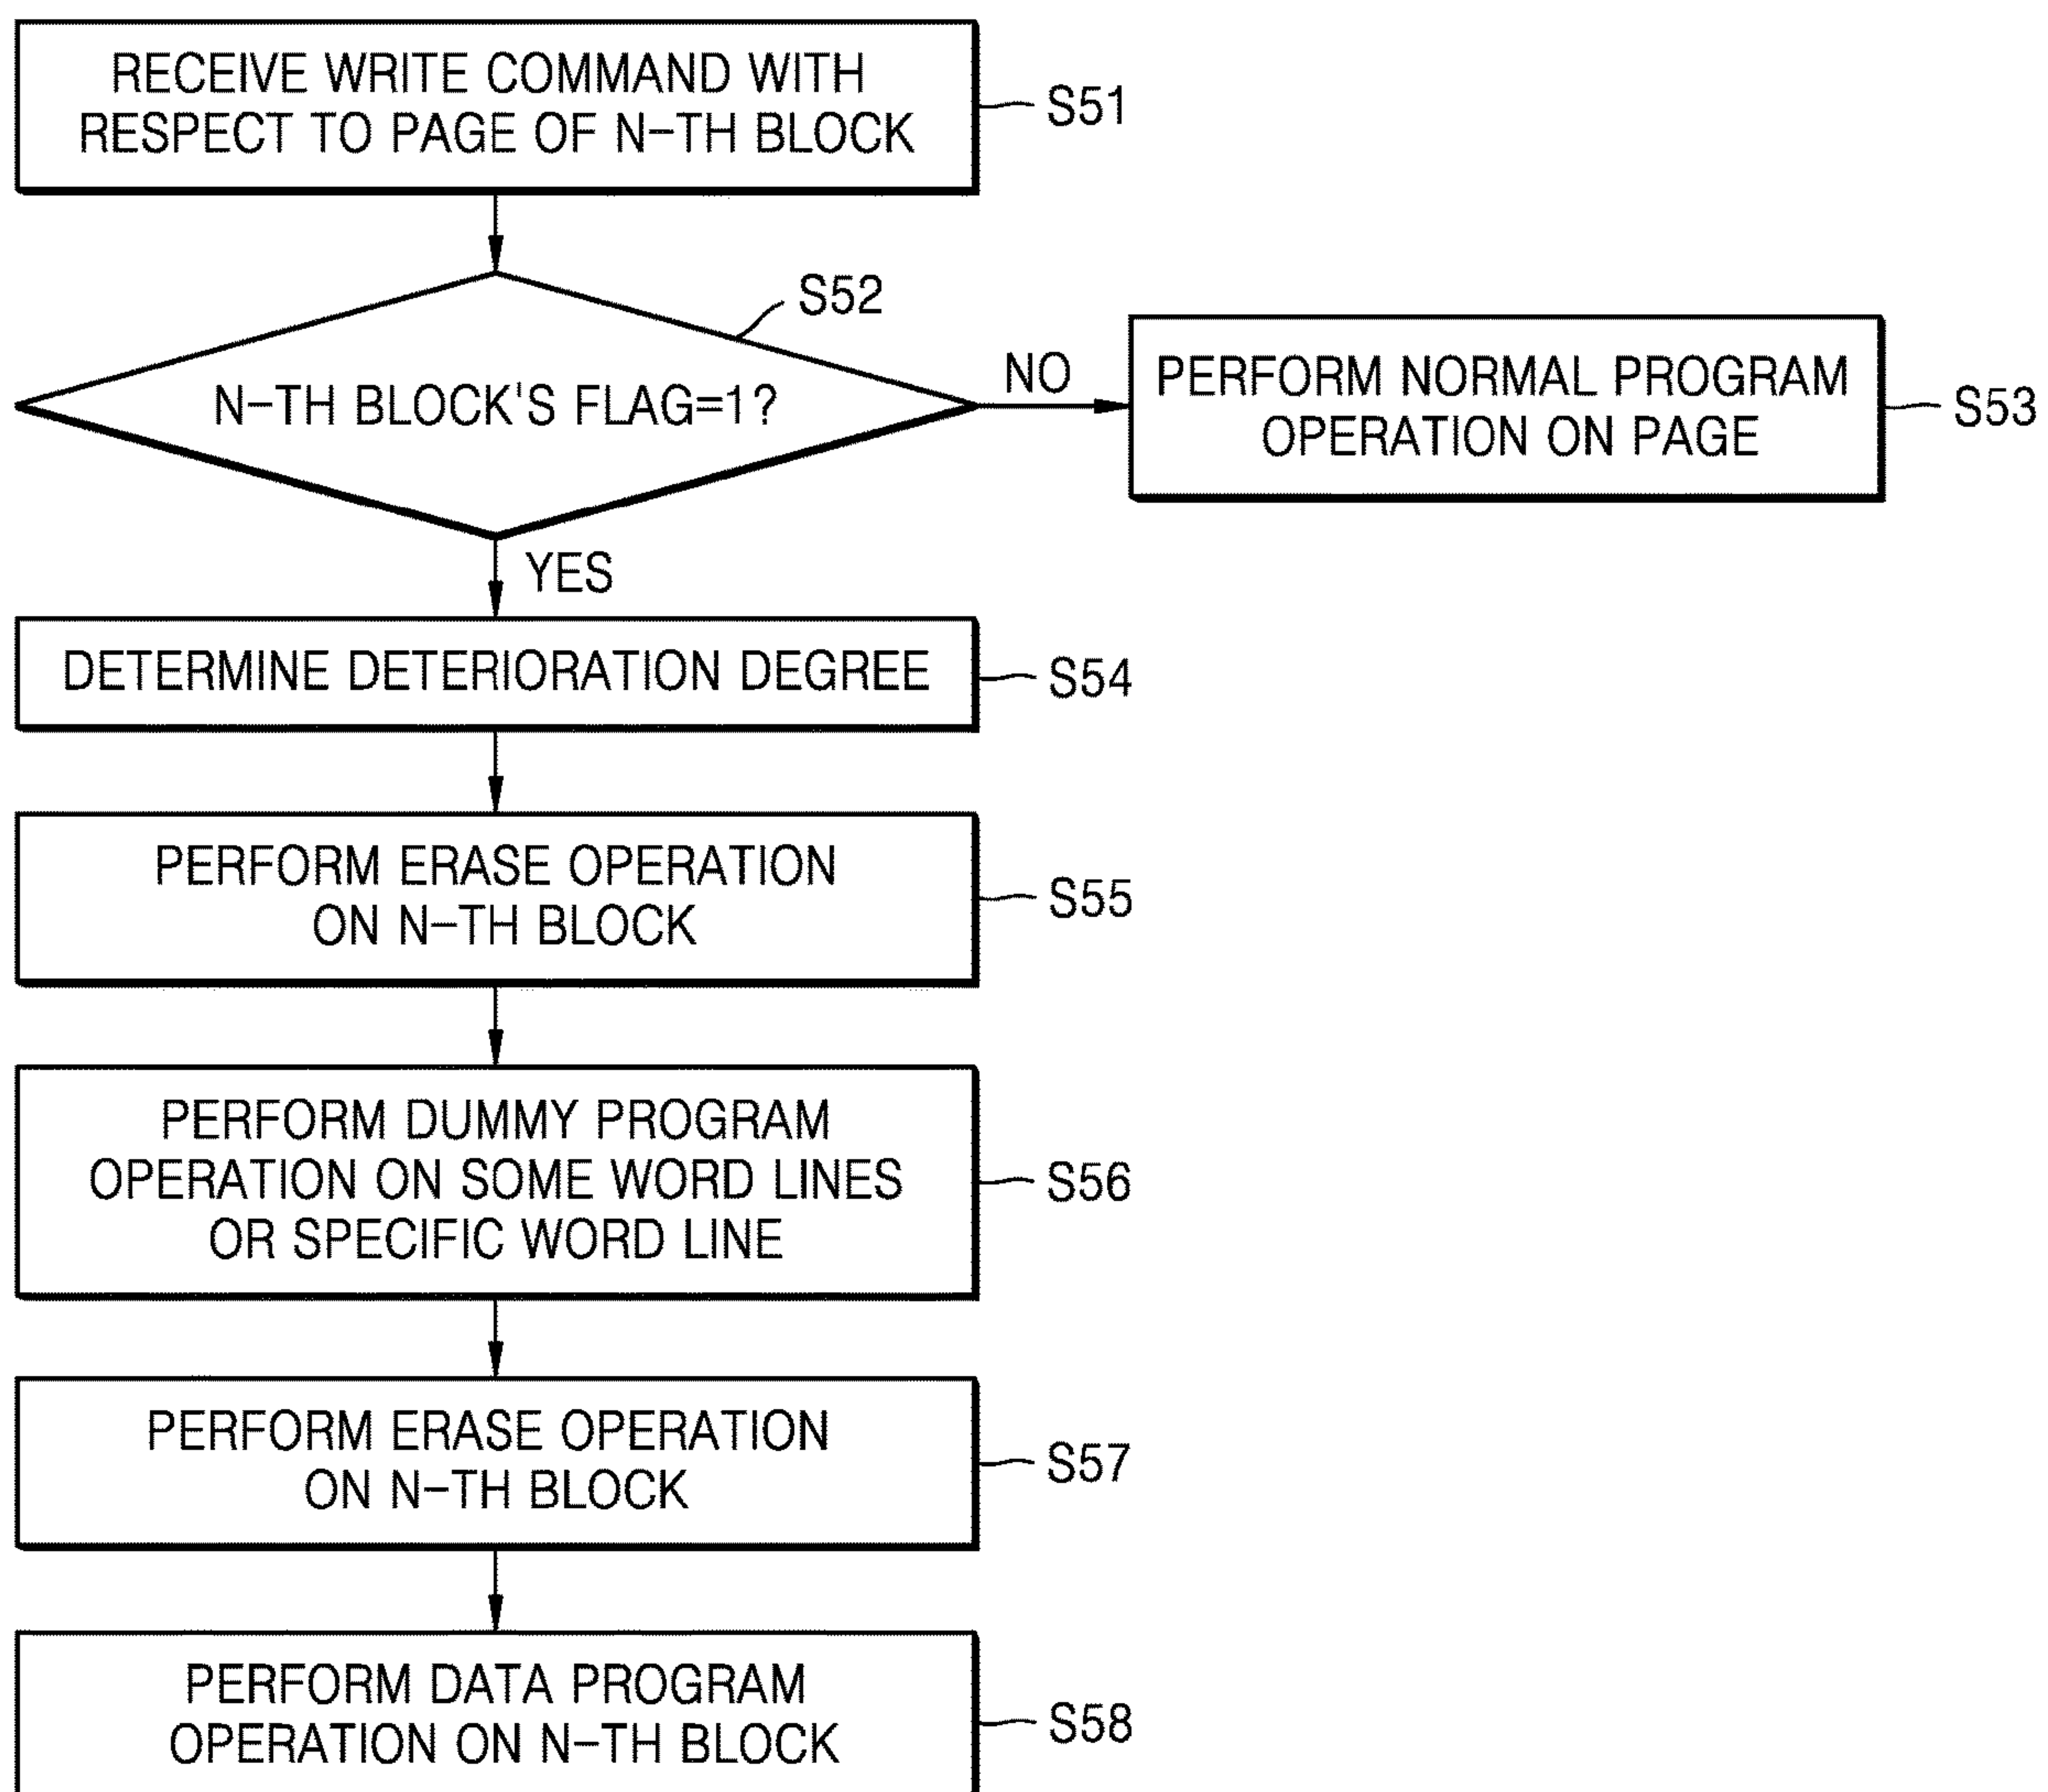 RECEIVE WRITE COMMAND WITH
RESPECT TO PAGE OF N-TH BLOCK
S51
S52
N-TH BLOCK'S FLAG=1?
NO
PERFORM NORMAL PROGRAM
OPERATION ON PAGE
S53
YES
DETERMINE DETERIORATION DEGREE
S54
PERFORM ERASE OPERATION
ON N-TH BLOCK
S55
PERFORM DUMMY PROGRAM
OPERATION ON SOME WORD LINES
OR SPECIFIC WORD LINE
S56
PERFORM ERASE OPERATION
ON N-TH BLOCK
S57
PERFORM DATA PROGRAM
OPERATION ON N-TH BLOCK
S58